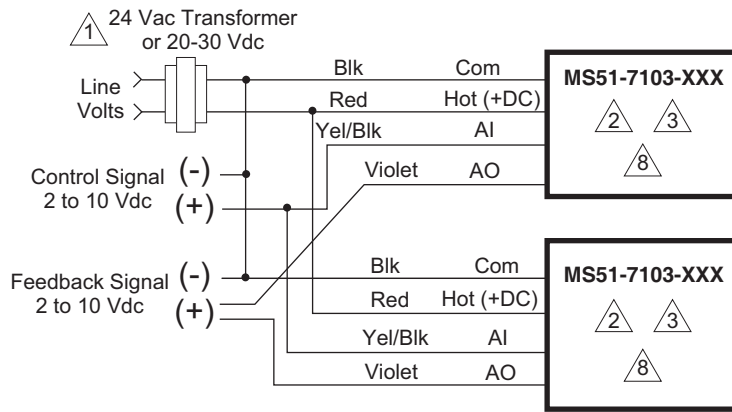 1
24 Vac Transformer
or 20-30 Vdc
Line
Volts
Blk
Com
Red
Hot (+DC)
Yel/Blk
AI
Violet
AO
MS51-7103-XXX
2
3
8
Control Signal
2 to 10 Vdc
(-)
(+)
Feedback Signal
2 to 10 Vdc
(-)
(+)
Blk
Com
Red
Hot (+DC)
Yel/Blk
AI
Violet
AO
MS51-7103-XXX
2
3
8